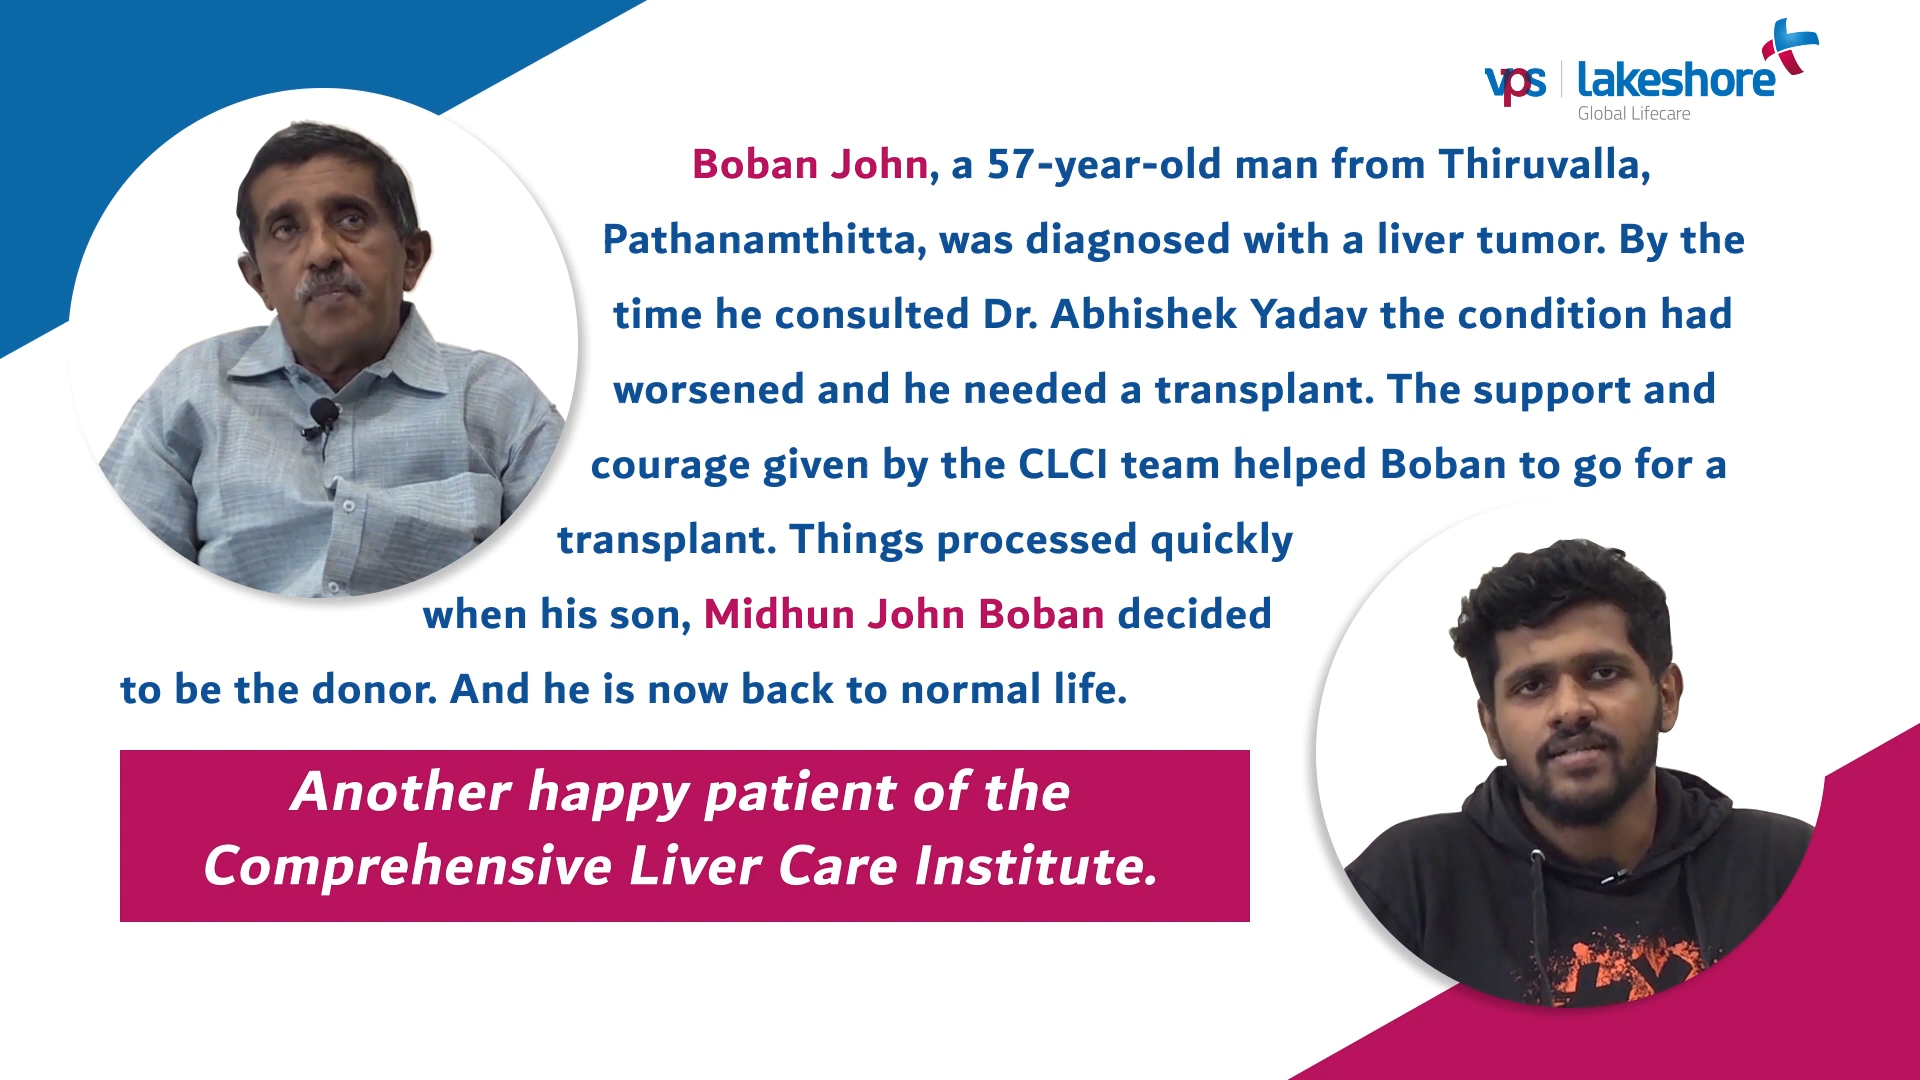 vps | lakeshore
Global Lifecare
Boban John, a 57-year-old man from Thiruvalla,
Pathanamthitta, was diagnosed with a liver tumor. By the
time he consulted Dr. Abhishek Yadav the condition had
worsened and he needed a transplant. The support and
courage given by the CLCI team helped Boban to go for a
transplant. Things processed quickly
when his son, Midhun John Boban decided
to be the donor. And he is now back to normal life.
Another happy patient of the
Comprehensive Liver Care Institute.